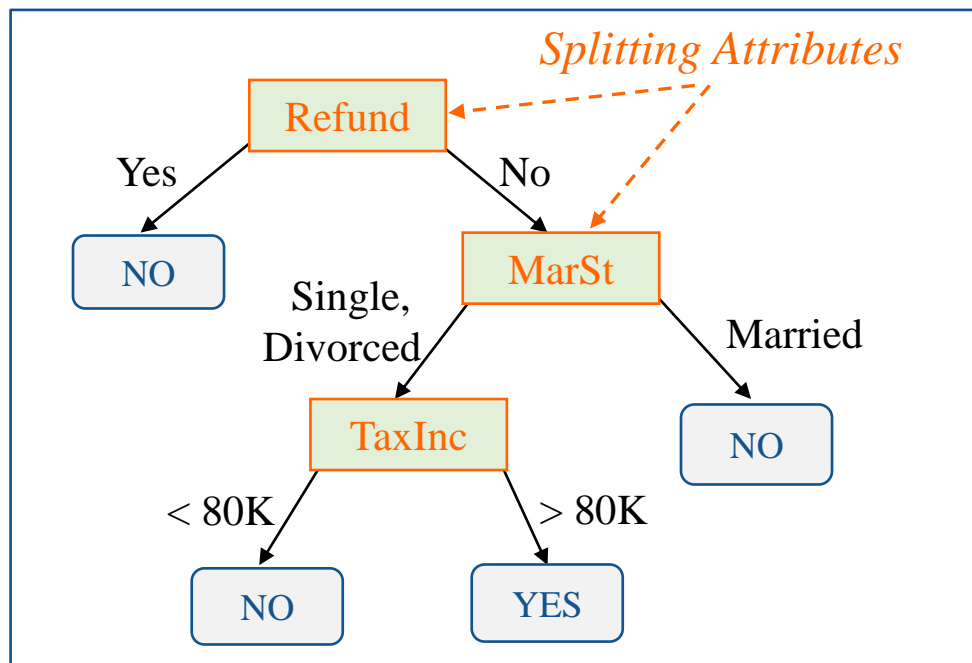 Splitting Attributes
Refund
Yes
No
NO
MarSt
Single,
Divorced
Married
TaxInc
NO
< 80K
> 80K
NO
YES